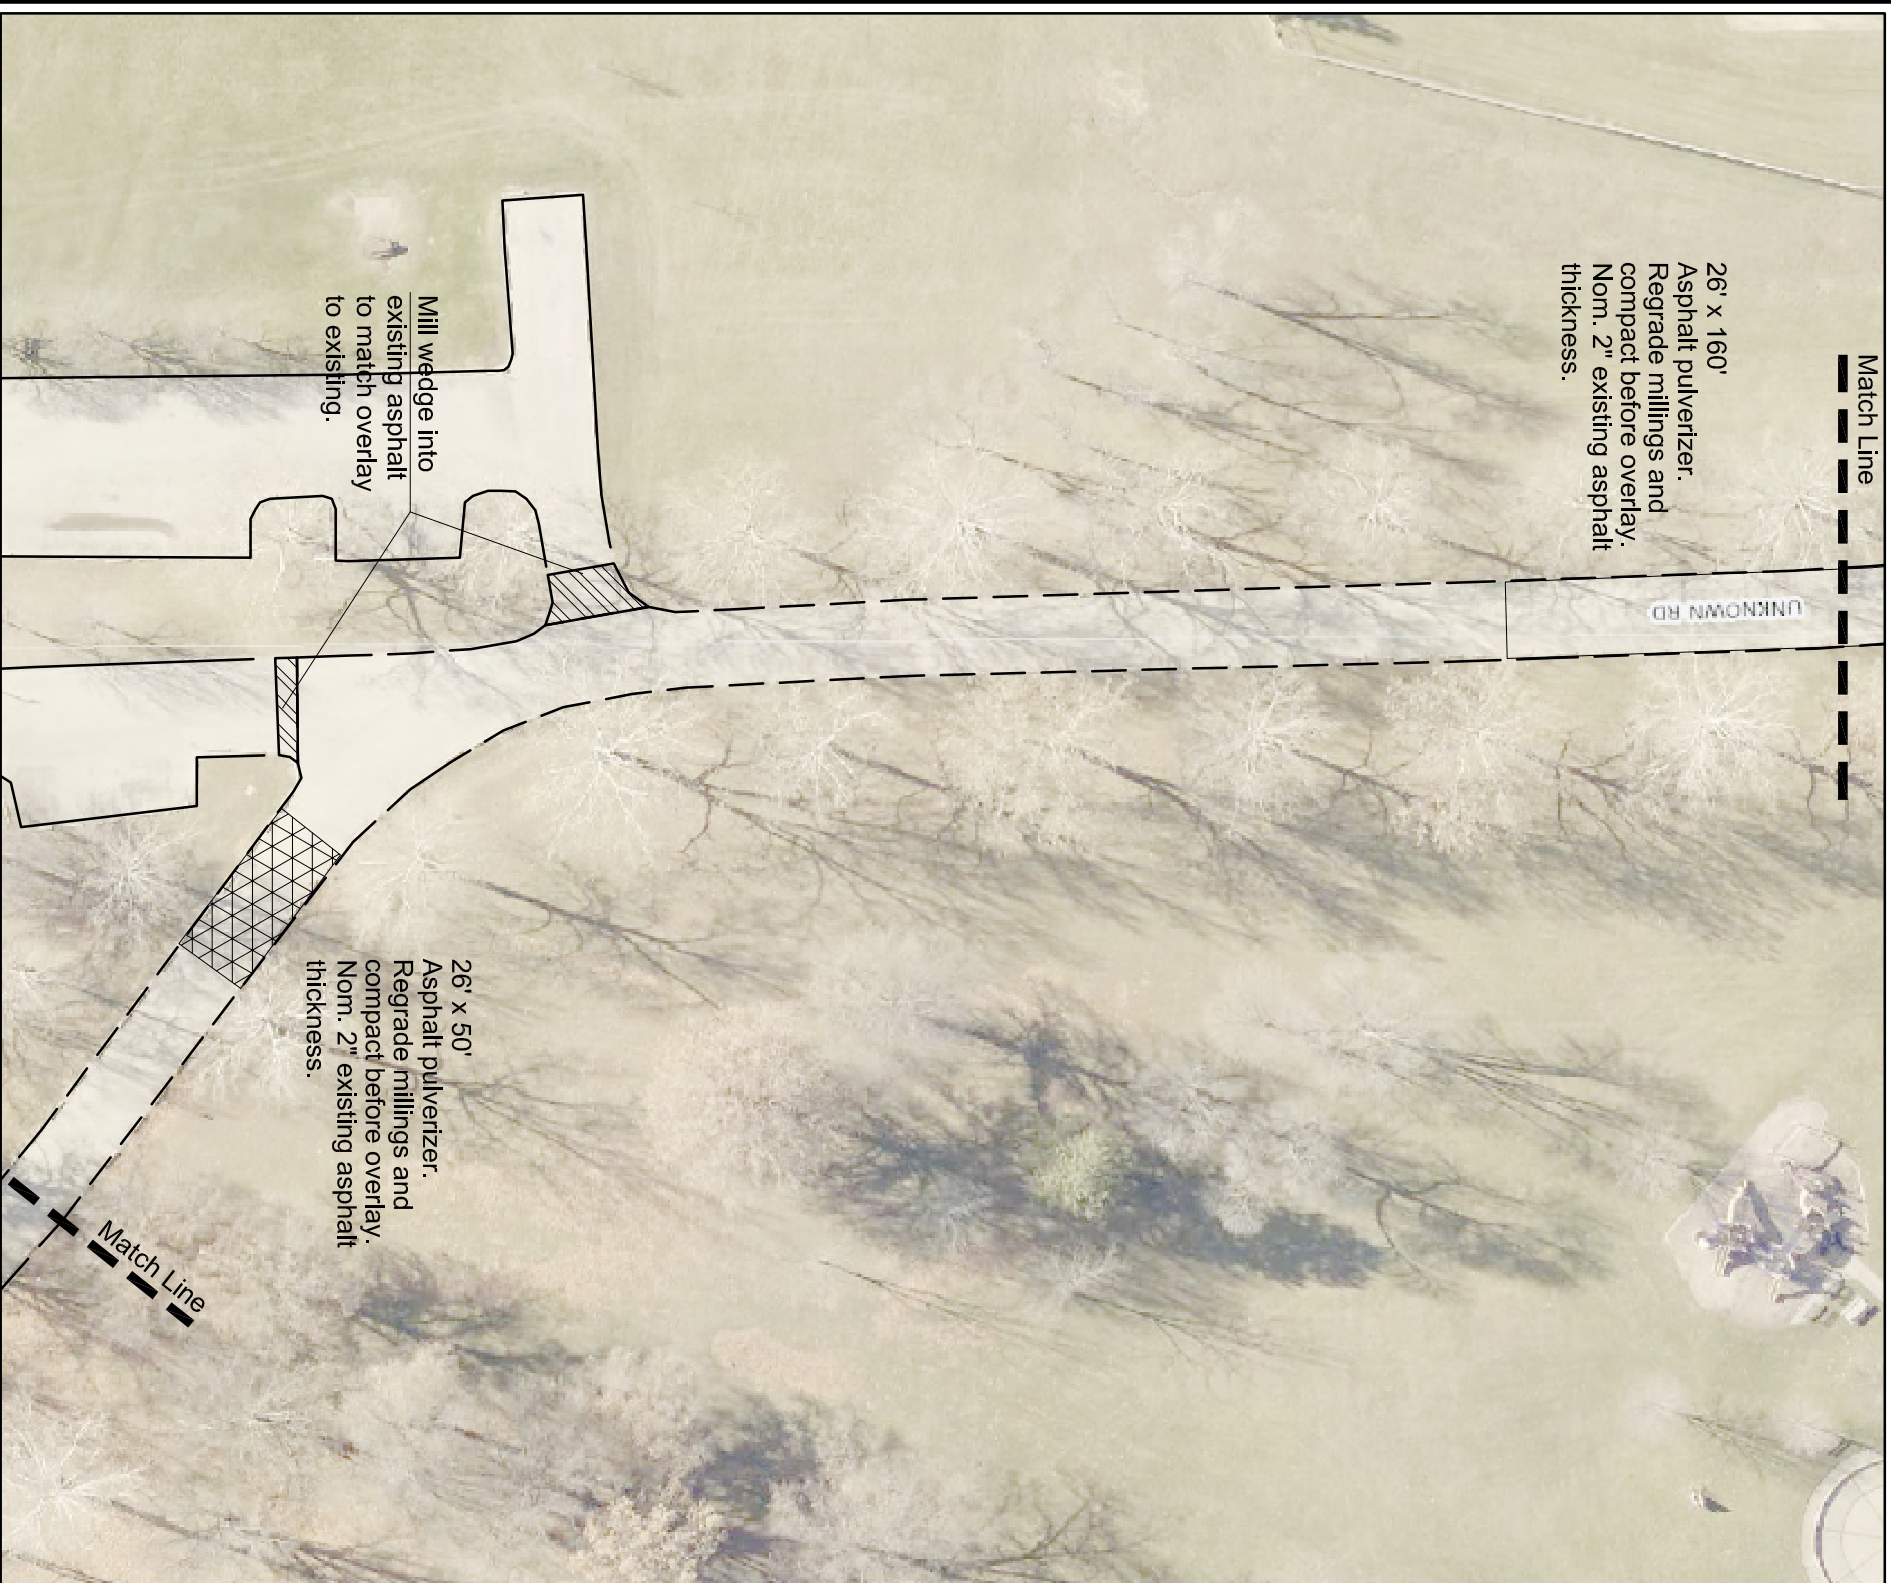 Match Line
26' x 160'
Asphalt pulverizer.
Regrade millings and
compact before overlay.
Nom. 2" existing asphalt
thickness.
UNKNOWN RD
Mill wedge into
existing asphalt
to match overlay
to existing.
26' x 50'
Asphalt pulverizer.
Regrade millings and
compact before overlay.
Nom. 2" existing asphalt
thickness.
Match Line